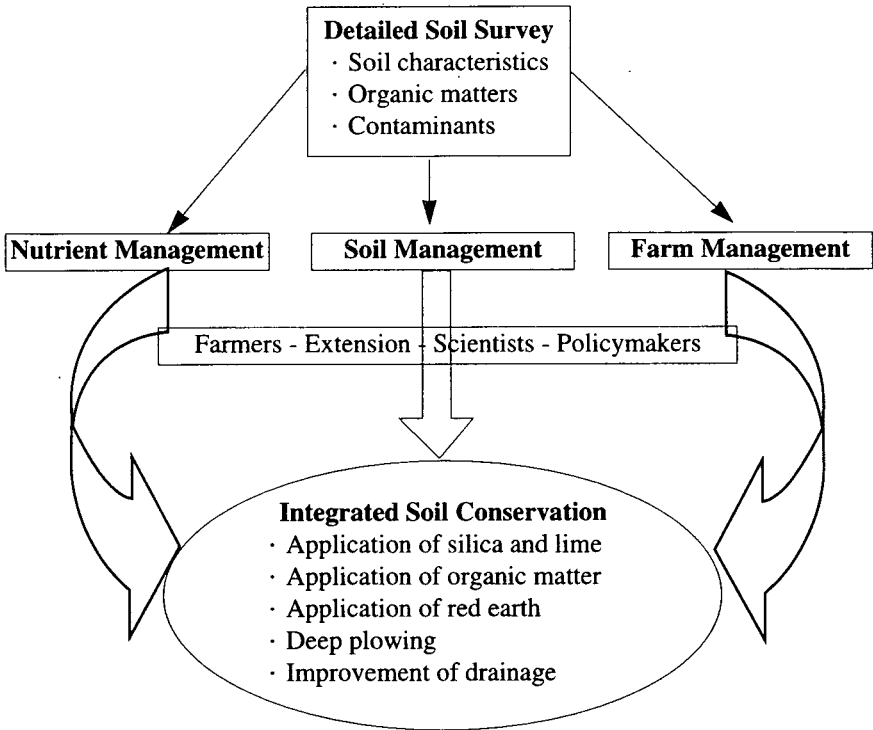 Detailed Soil Survey
· Soil characteristics
· Organic matters
· Contaminants
Nutrient Management
Soil Management
Farm Management
Farmers - Extension - Scientists - Policymakers
Integrated Soil Conservation
· Application of silica and lime
· Application of organic matter
· Application of red earth
· Deep plowing
· Improvement of drainage